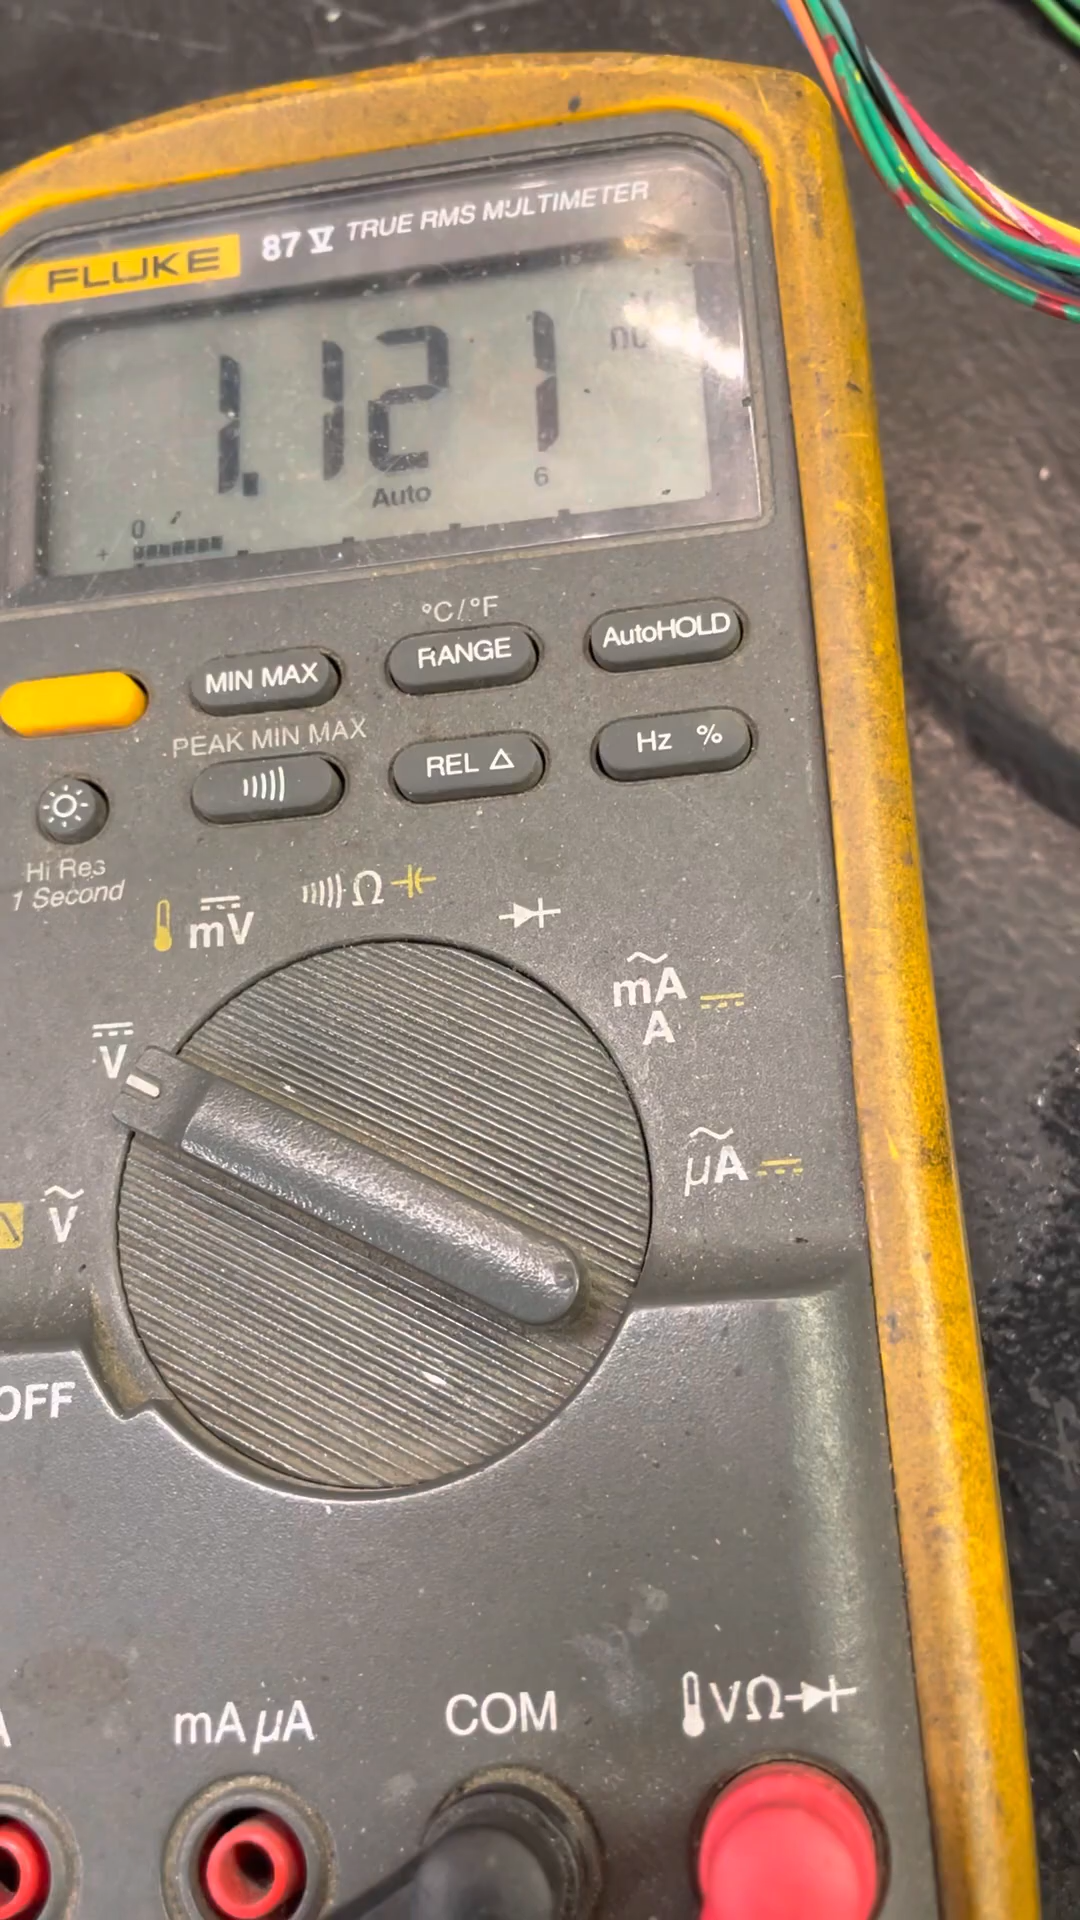 FLUKE 87 V TRUE RMS MULTIMETER
1.121
Auto 6
0
+
°C/°F
MIN MAX RANGE AutoHOLD
PEAK MIN MAX
REL Δ Hz %
Hi Res
1 Second
mV Ω
mA
A
V
µA
V
OFF
mA µA COM VΩ